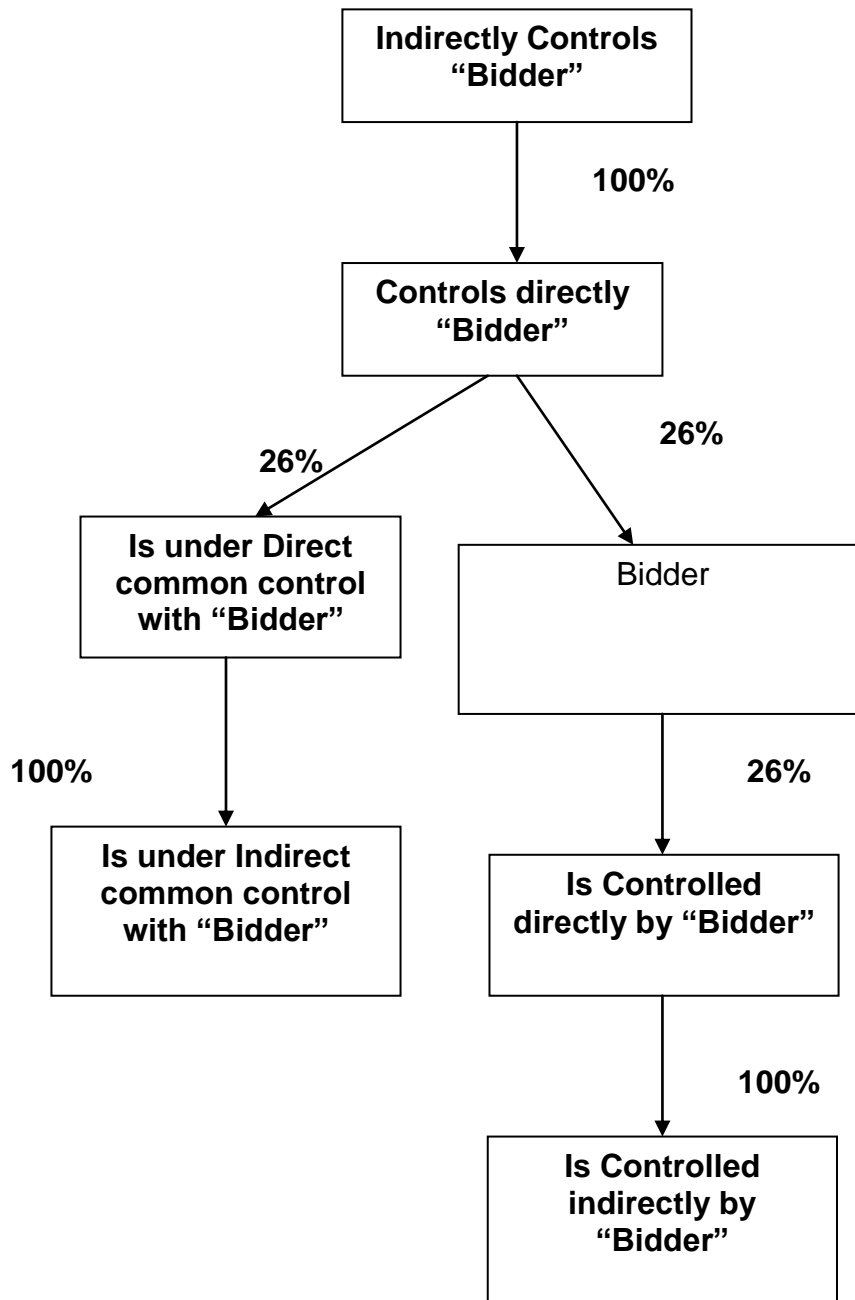 Indirectly Controls
“Bidder”
100%
Controls directly
“Bidder”
26%
26%
Is under Direct
common control
with “Bidder”
Bidder
100%
26%
Is under Indirect
common control
with “Bidder”
Is Controlled
directly by “Bidder”
100%
Is Controlled
indirectly by
“Bidder”